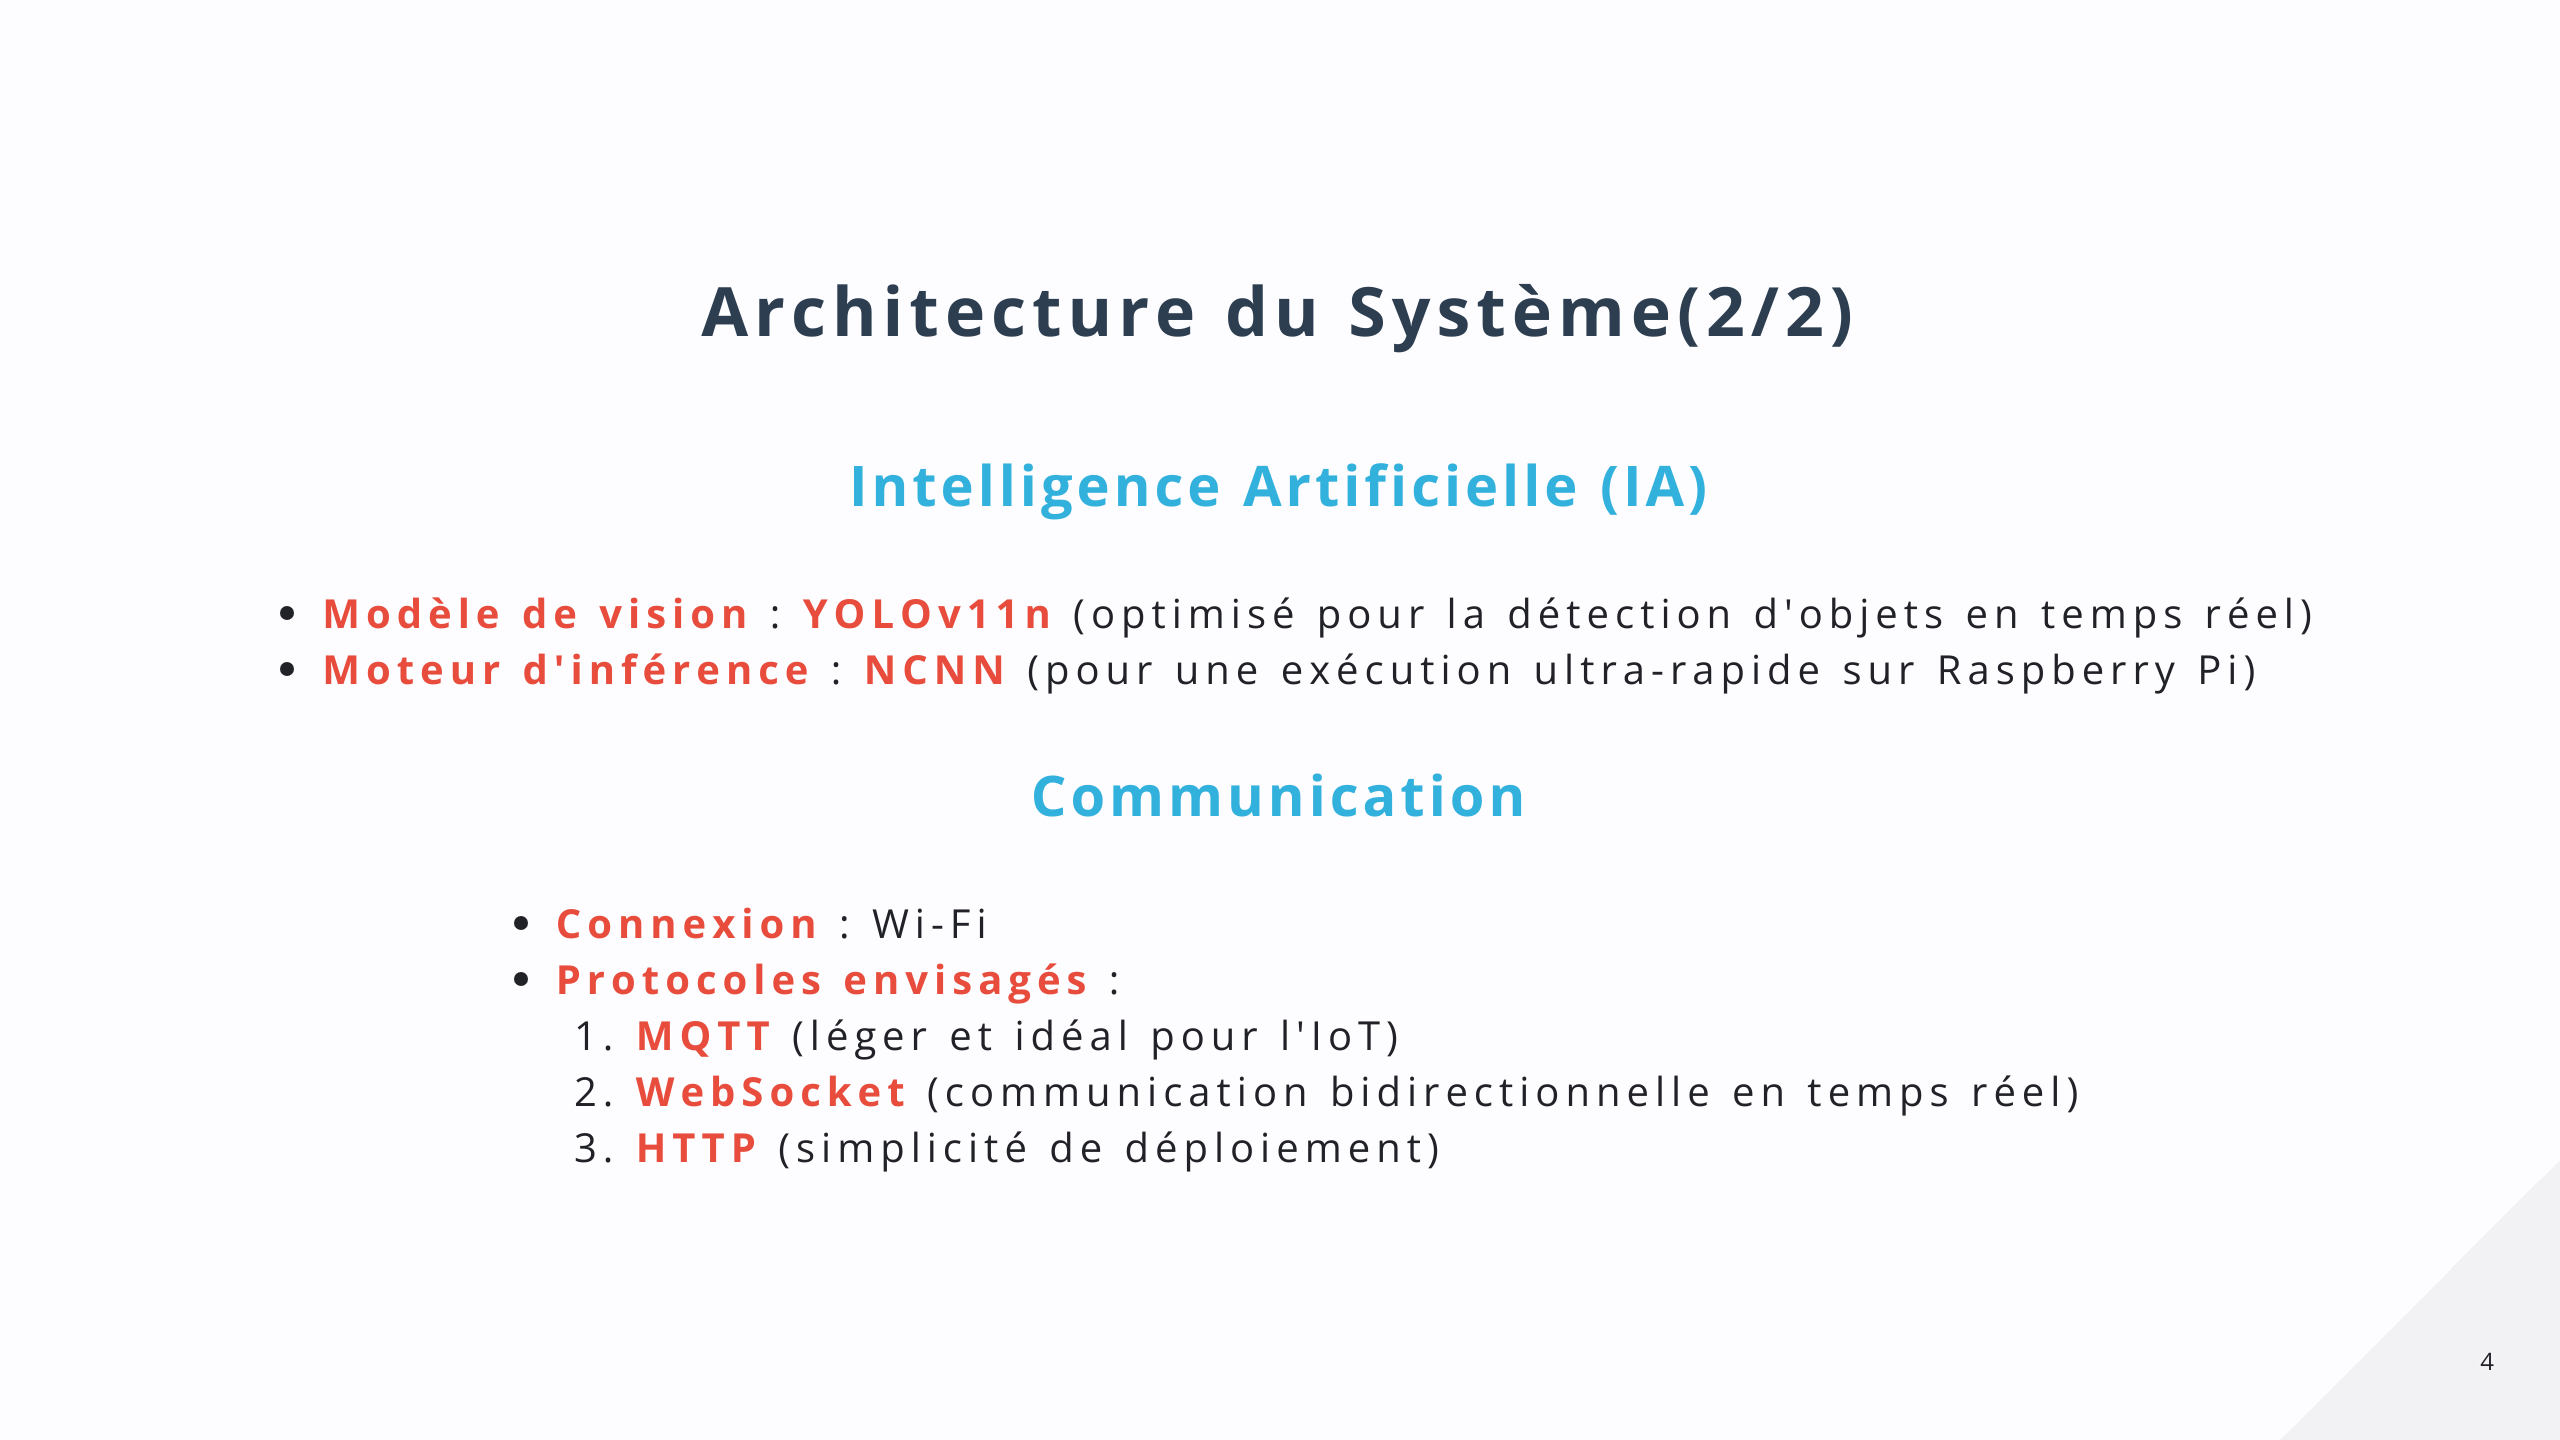 Architecture du Système(2/2)
Intelligence Artificielle (IA)
• Modèle de vision : YOLOv11n (optimisé pour la détection d'objets en temps réel)
• Moteur d'inférence : NCNN (pour une exécution ultra-rapide sur Raspberry Pi)
Communication
• Connexion : Wi-Fi
• Protocoles envisagés :
1. MQTT (léger et idéal pour l'IoT)
2. WebSocket (communication bidirectionnelle en temps réel)
3. HTTP (simplicité de déploiement)
4